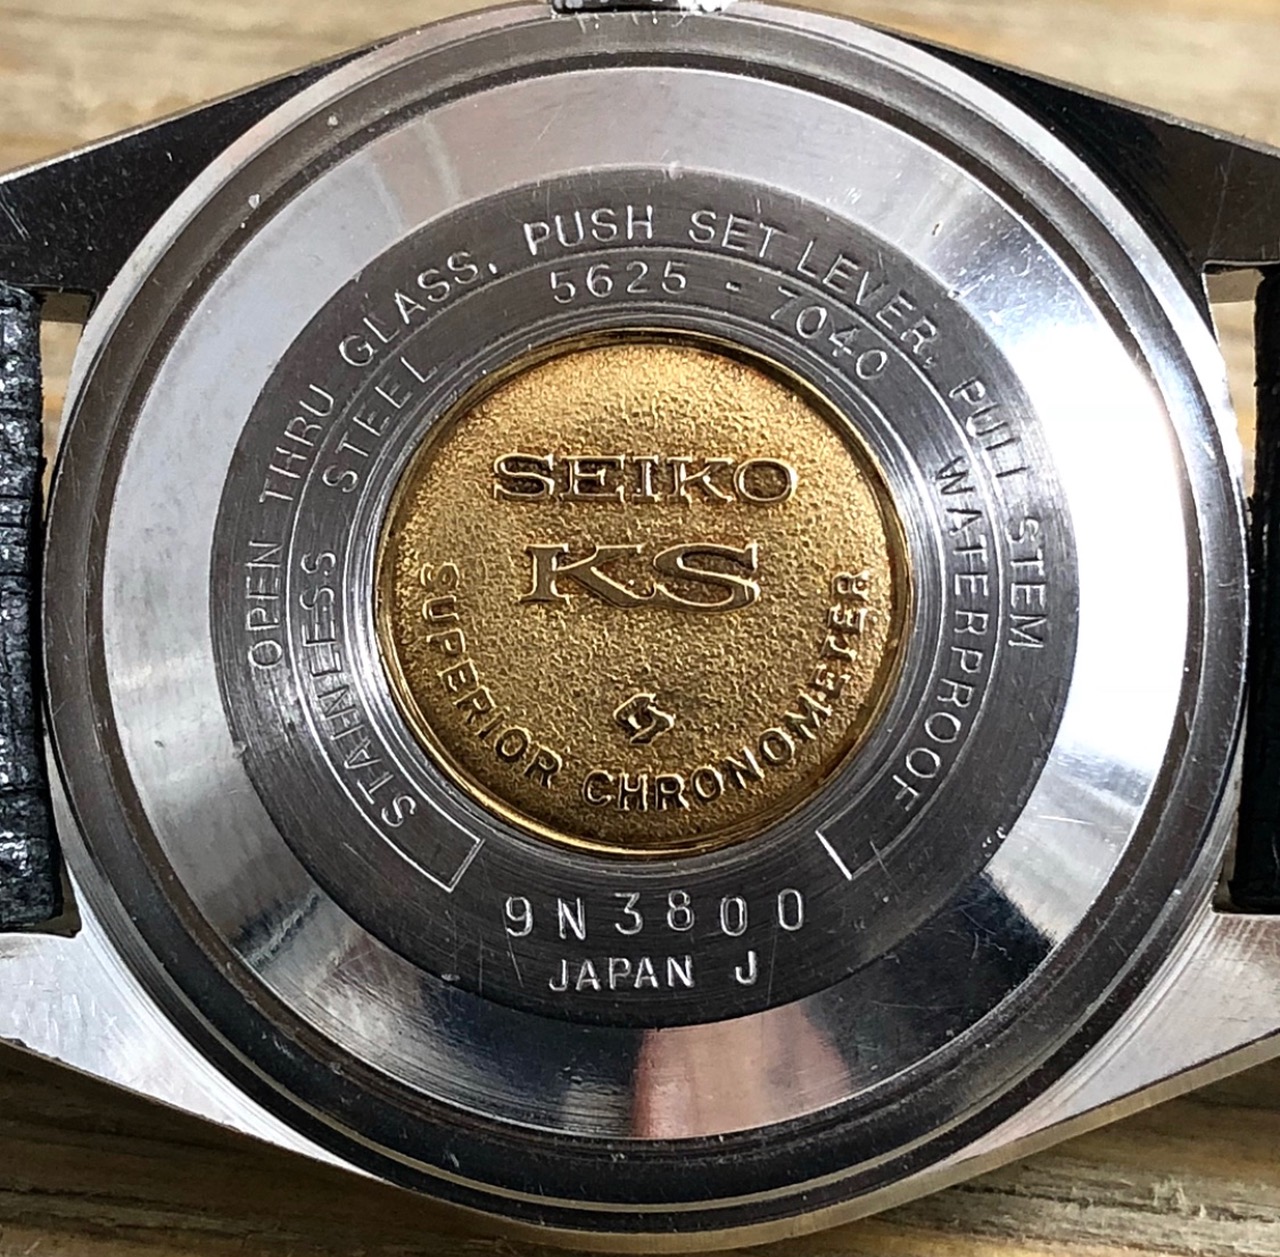 OPEN THRU GLASS, PUSH SET LEVER, PULL STEM
5625 - 7040
STAINLESS STEEL
WATERPROOF
SEIKO
KS
SUPERIOR CHRONOMETER
9N3800
JAPAN J